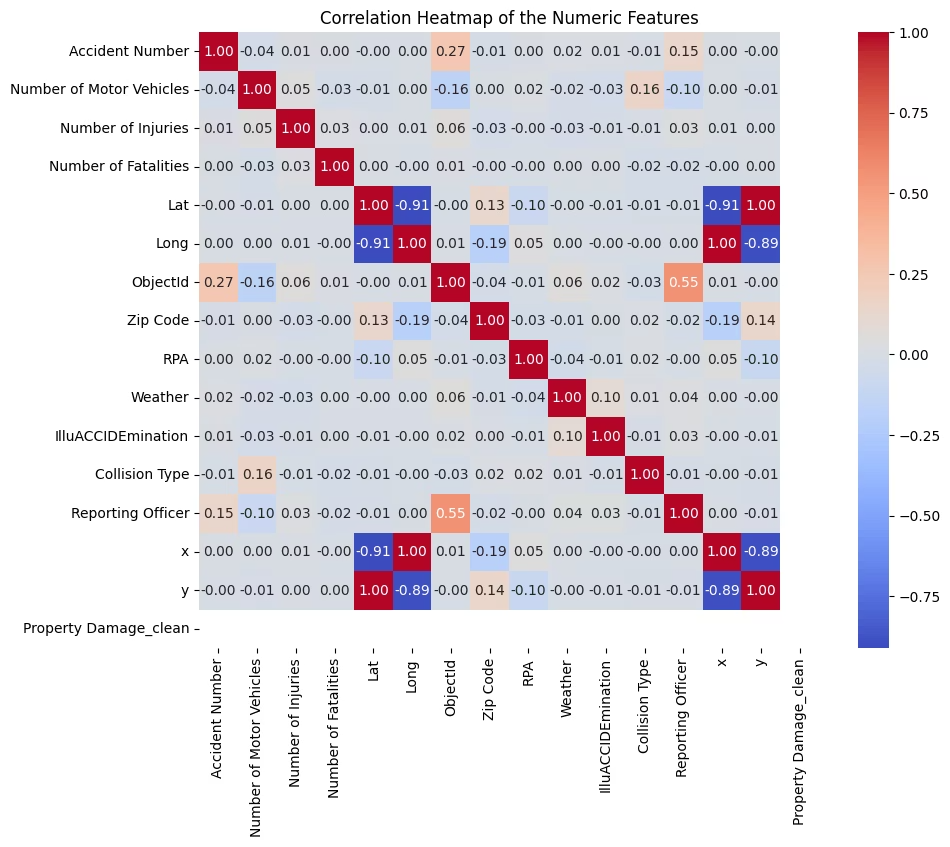 Correlation Heatmap of the Numeric Features
Accident Number 1.00 -0.04 0.01 0.00 -0.00 0.00 0.27 -0.01 0.00 0.02 0.01 -0.01 0.15 0.00 -0.00
Number of Motor Vehicles -0.04 1.00 0.05 -0.03 -0.01 0.00 -0.16 0.00 0.02 -0.02 -0.03 0.16 -0.10 0.00 -0.01
Number of Injuries 0.01 0.05 1.00 0.03 0.00 0.01 0.06 -0.03 -0.00 -0.03 -0.01 -0.01 0.03 0.01 0.00
Number of Fatalities 0.00 -0.03 0.03 1.00 0.00 -0.00 0.01 -0.00 -0.00 0.00 0.00 -0.02 -0.02 -0.00 0.00
Lat -0.00 -0.01 0.00 0.00 1.00 -0.91 -0.00 0.13 -0.10 -0.00 -0.01 -0.01 -0.01 -0.91 1.00
Long 0.00 0.00 0.01 -0.00 -0.91 1.00 0.01 -0.19 0.05 0.00 -0.00 -0.00 0.00 1.00 -0.89
ObjectId 0.27 -0.16 0.06 0.01 -0.00 0.01 1.00 -0.04 -0.01 0.06 0.02 -0.03 0.55 0.01 -0.00
Zip Code -0.01 0.00 -0.03 -0.00 0.13 -0.19 -0.04 1.00 -0.03 -0.01 0.00 0.02 -0.02 -0.19 0.14
RPA 0.00 0.02 -0.00 -0.00 -0.10 0.05 -0.01 -0.03 1.00 -0.04 -0.01 0.02 -0.00 0.05 -0.10
Weather 0.02 -0.02 -0.03 0.00 -0.00 0.00 0.06 -0.01 -0.04 1.00 0.10 0.01 0.04 0.00 -0.00
IlluACCIDEmination 0.01 -0.03 -0.01 0.00 -0.01 -0.00 0.02 0.00 -0.01 0.10 1.00 -0.01 0.03 -0.00 -0.01
Collision Type -0.01 0.16 -0.01 -0.02 -0.01 -0.00 -0.03 0.02 0.02 0.01 -0.01 1.00 -0.01 -0.00 -0.01
Reporting Officer 0.15 -0.10 0.03 -0.02 -0.01 0.00 0.55 -0.02 -0.00 0.04 0.03 -0.01 1.00 0.00 -0.01
x 0.00 0.00 0.01 -0.00 -0.91 1.00 0.01 -0.19 0.05 0.00 -0.00 -0.00 0.00 1.00 -0.89
y -0.00 -0.01 0.00 0.00 1.00 -0.89 -0.00 0.14 -0.10 -0.00 -0.01 -0.01 -0.01 -0.89 1.00
Property Damage_clean
Accident Number
Number of Motor Vehicles
Number of Injuries
Number of Fatalities
Lat
Long
ObjectId
Zip Code
RPA
Weather
IlluACCIDEmination
Collision Type
Reporting Officer
x
y
Property Damage_clean
1.00
0.75
0.50
0.25
0.00
−0.25
−0.50
−0.75